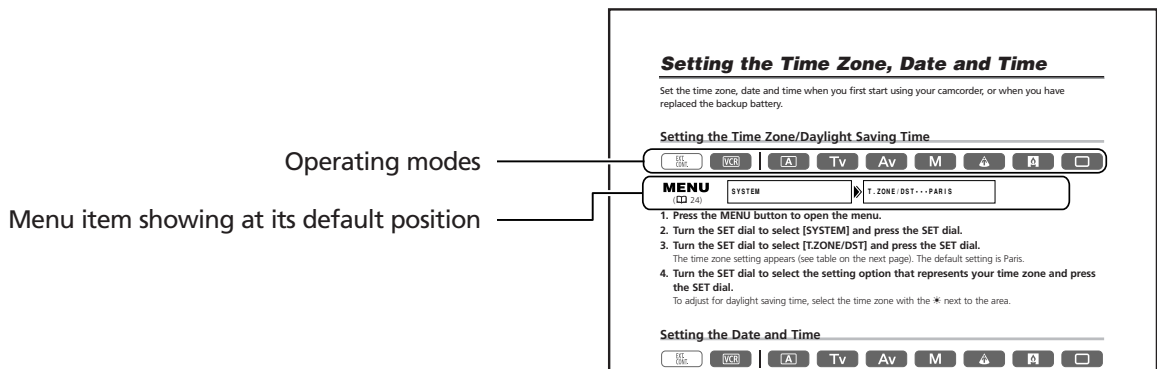 Setting the Time Zone, Date and Time
Set the time zone, date and time when you first start using your camcorder, or when you have
replaced the backup battery.
Setting the Time Zone/Daylight Saving Time
Operating modes
EXT. CONT. VCR A Tv Av M
Menu item showing at its default position
MENU SYSTEM T.ZONE/DST•••PARIS
( 24)
1. Press the MENU button to open the menu.
2. Turn the SET dial to select [SYSTEM] and press the SET dial.
3. Turn the SET dial to select [T.ZONE/DST] and press the SET dial.
The time zone setting appears (see table on the next page). The default setting is Paris.
4. Turn the SET dial to select the setting option that represents your time zone and press
the SET dial.
To adjust for daylight saving time, select the time zone with the ☀ next to the area.
Setting the Date and Time
EXT. CONT. VCR A Tv Av M